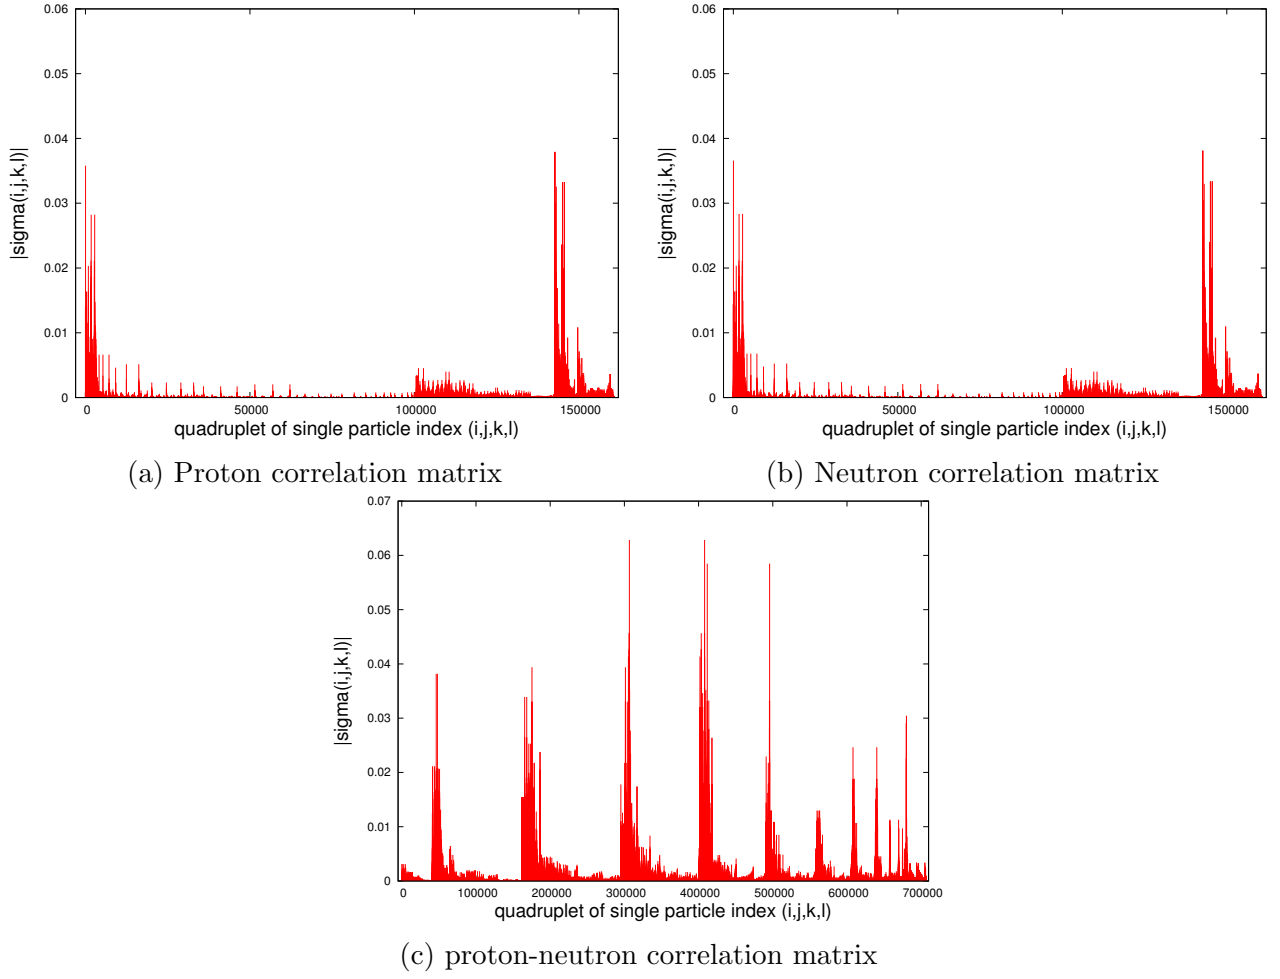 0.06
0.05
0.04
0.03
0.02
0.01
0
|sigma(i,j,k,l)|
0 50000 100000 150000
quadruplet of single particle index (i,j,k,l)
(a) Proton correlation matrix
0.06
0.05
0.04
0.03
0.02
0.01
0
|sigma(i,j,k,l)|
0 50000 100000 150000
quadruplet of single particle index (i,j,k,l)
(b) Neutron correlation matrix
0.07
0.06
0.05
0.04
0.03
0.02
0.01
0
|sigma(i,j,k,l)|
0 100000 200000 300000 400000 500000 600000 700000
quadruplet of single particle index (i,j,k,l)
(c) proton-neutron correlation matrix